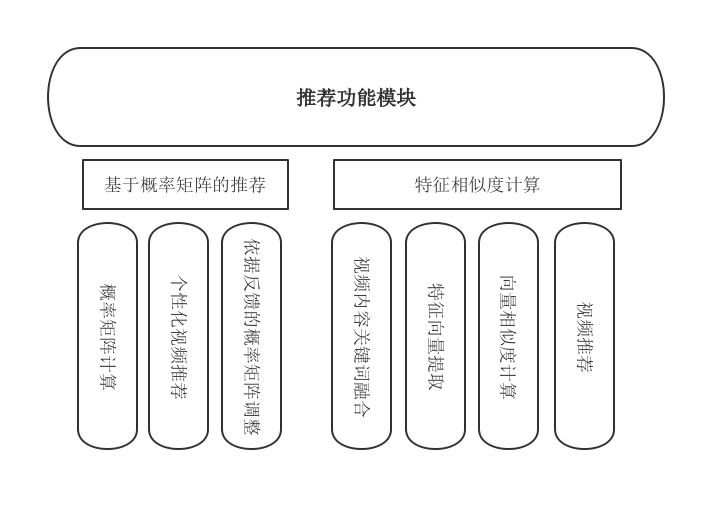 推荐功能模块
基于概率矩阵的推荐
特征相似度计算
概率矩阵计算
个性化视频推荐
依据反馈的概率矩阵调整
视频内容关键词融合
特征向量提取
向量相似度计算
视频推荐